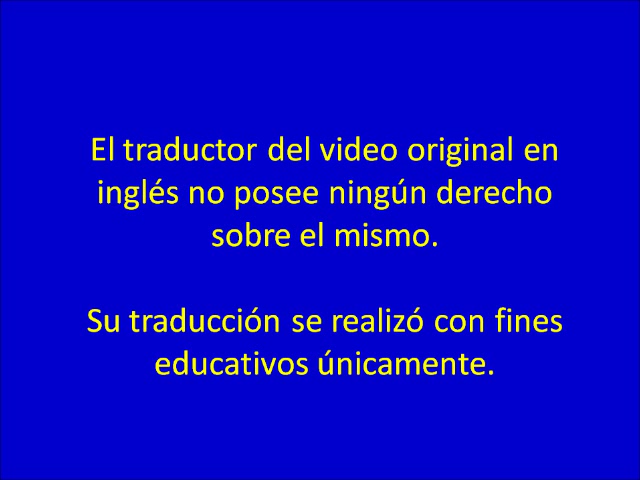 El traductor del video original en
inglés no posee ningún derecho
sobre el mismo.
Su traducción se realizó con fines
educativos únicamente.